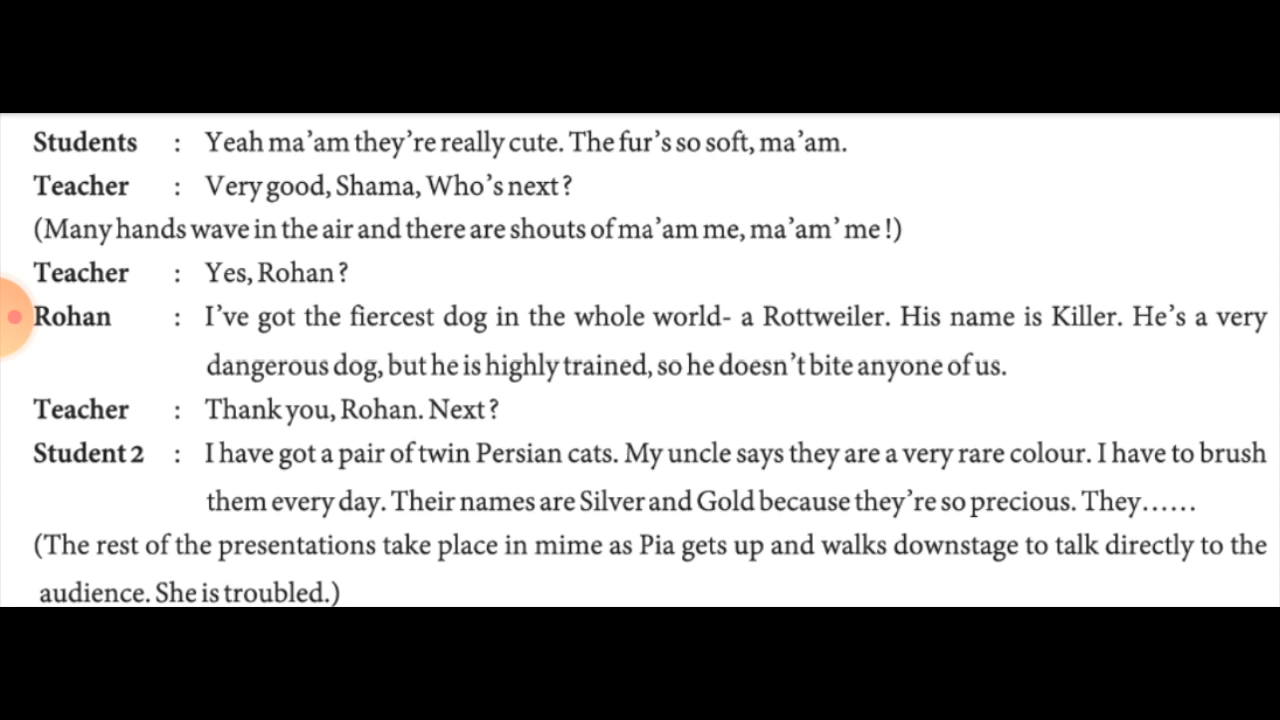 Students : Yeah ma’am they’re really cute. The fur’s so soft, ma’am.
Teacher : Very good, Shama, Who’s next?
(Many hands wave in the air and there are shouts of ma’am me, ma’am’ me!)
Teacher : Yes, Rohan?
Rohan : I’ve got the fiercest dog in the whole world- a Rottweiler. His name is Killer. He’s a very
dangerous dog, but he is highly trained, so he doesn’t bite anyone of us.
Teacher : Thank you, Rohan. Next?
Student 2 : I have got a pair of twin Persian cats. My uncle says they are a very rare colour. I have to brush
them every day. Their names are Silver and Gold because they’re so precious. They......
(The rest of the presentations take place in mime as Pia gets up and walks downstage to talk directly to the
audience. She is troubled.)